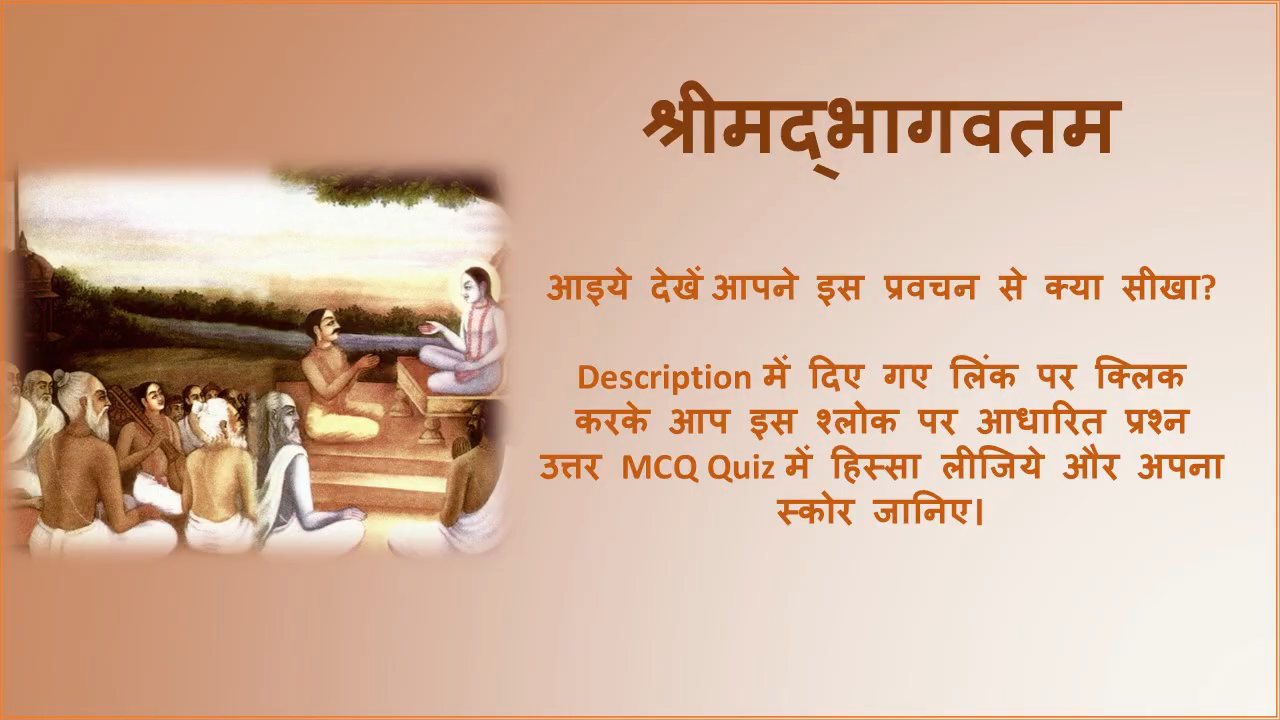 श्रीमद्‌भागवतम
आइये देखें आपने इस प्रवचन से क्या सीखा?
Description में दिए गए लिंक पर क्लिक
करके आप इस श्लोक पर आधारित प्रश्न
उत्तर MCQ Quiz में हिस्सा लीजिये और अपना
स्कोर जानिए।